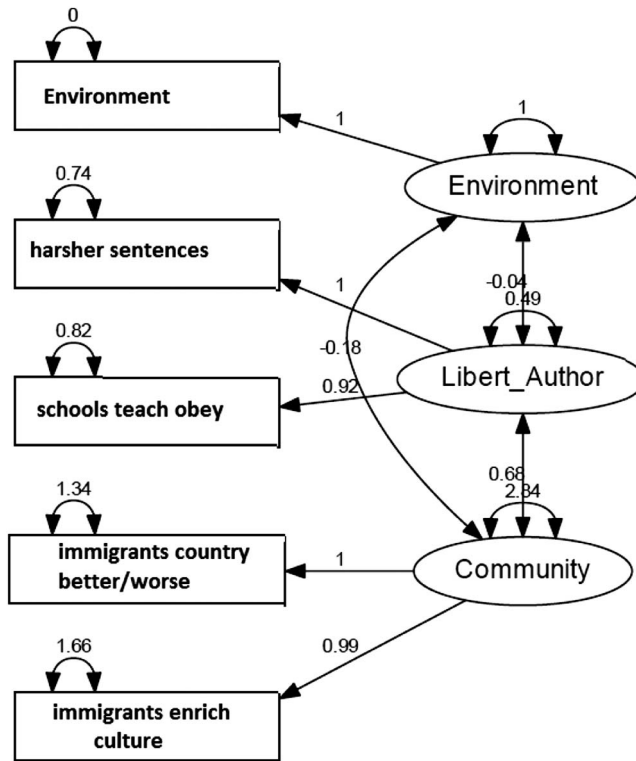 0
Environment
1
1
Environment
0.74
harsher sentences
1
-0.04
0.49
Libert_Author
-0.18
0.82
schools teach obey
0.92
1.34
immigrants country
better/worse
1
0.68
2.84
Community
0.99
1.66
immigrants enrich
culture